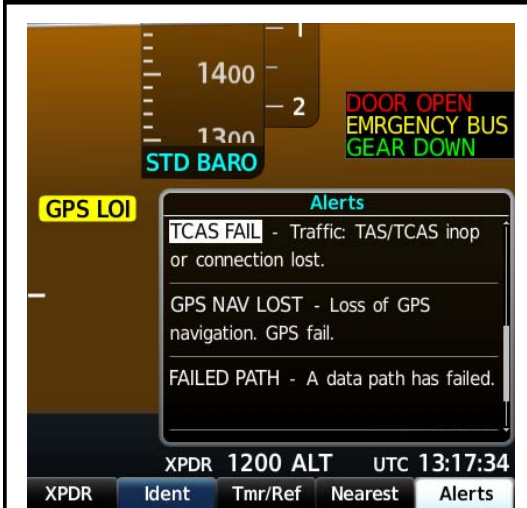 1
1400
2
1300
STD BARO
DOOR OPEN
EMRGENCY BUS
GEAR DOWN
GPS LOI
Alerts
TCAS FAIL - Traffic: TAS/TCAS inop
or connection lost.
GPS NAV LOST - Loss of GPS
navigation. GPS fail.
FAILED PATH - A data path has failed.
XPDR 1200 ALT UTC 13:17:34
XPDR Ident Tmr/Ref Nearest Alerts